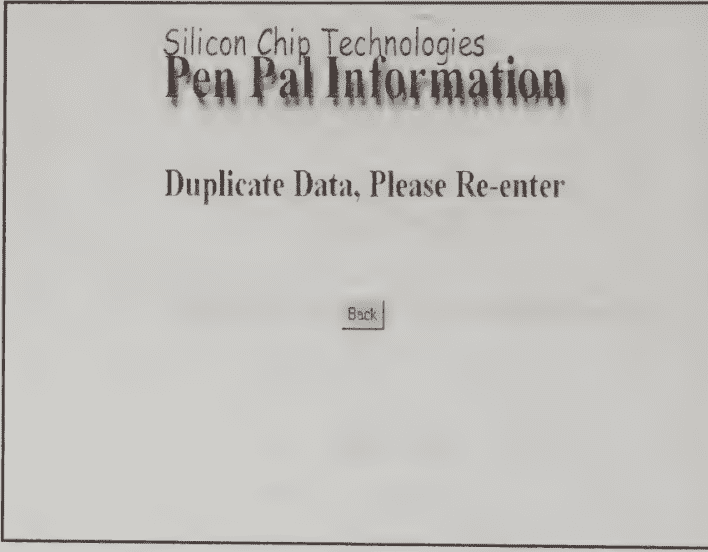 Silicon Chip Technologies
Pen Pal Information
Duplicate Data, Please Re-enter
Back